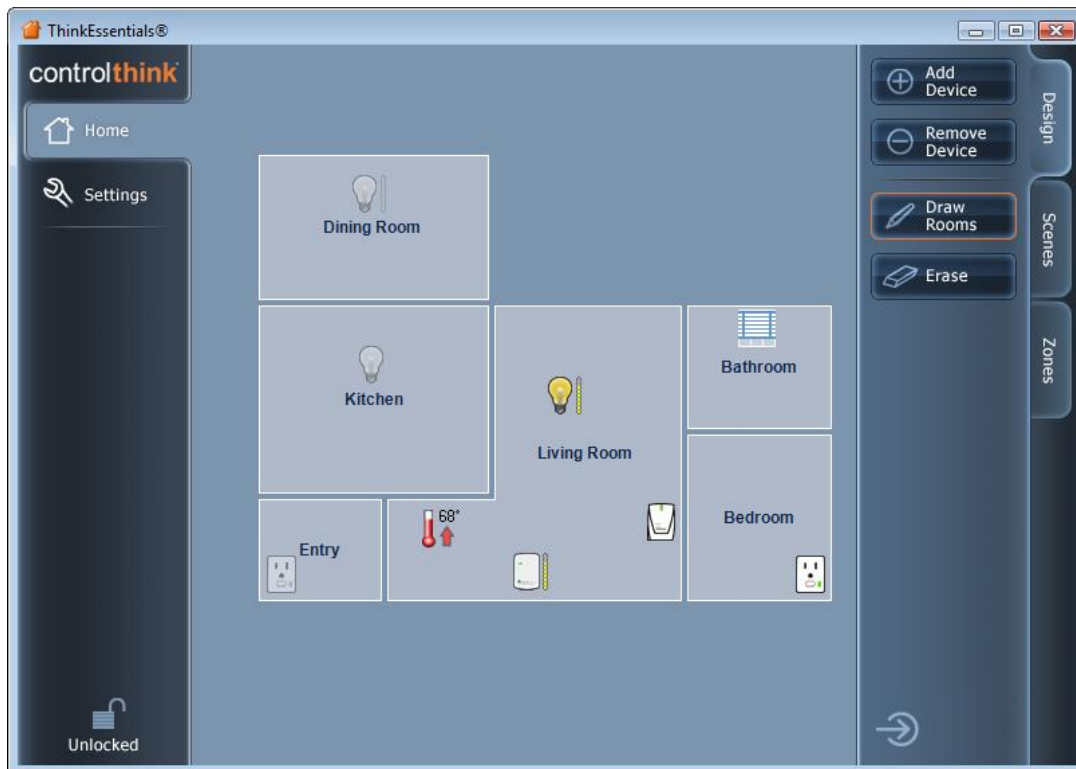 ThinkEssentials®
controlthink
Home
Settings
Unlocked
Dining Room
Kitchen
Living Room
Bathroom
Bedroom
Entry
68°
Add
Device
Remove
Device
Draw
Rooms
Erase
Design
Scenes
Zones